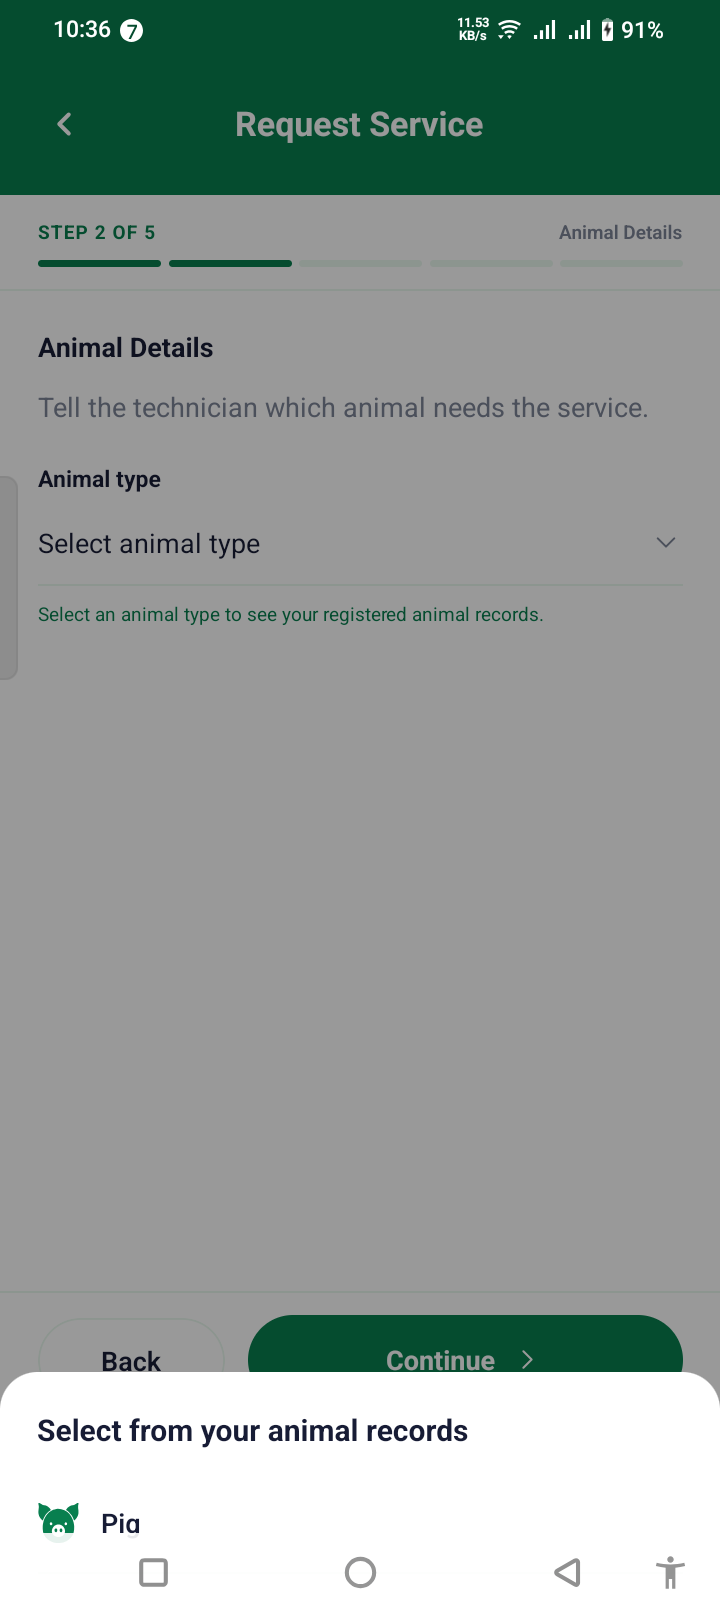 10:36 7 11.53 KB/s 91%
Request Service
STEP 2 OF 5 Animal Details
Animal Details
Tell the technician which animal needs the service.
Animal type
Select animal type
Select an animal type to see your registered animal records.
Back Continue
Select from your animal records
Pig